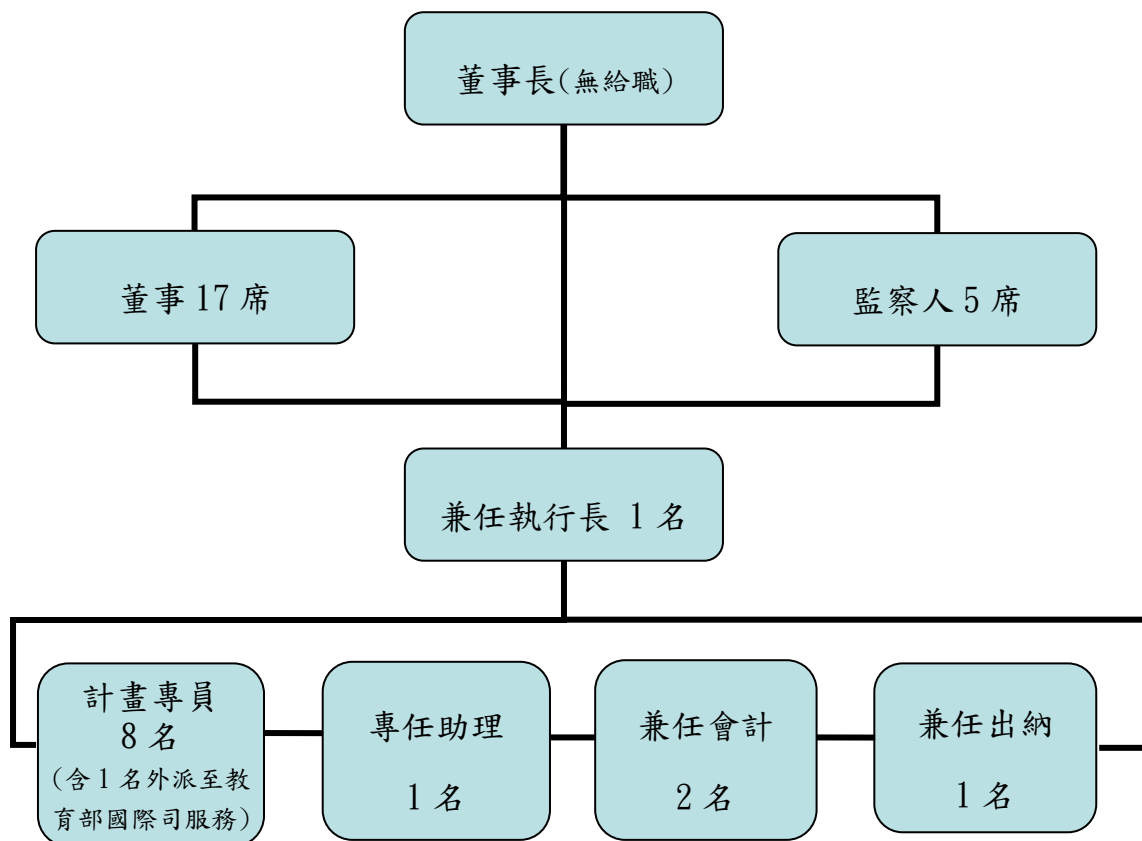 董事長(無給職)
董事 17 席
監察人 5 席
兼任執行長 1 名
計畫專員
8 名
(含 1 名外派至教
育部國際司服務)
專任助理
1 名
兼任會計
2 名
兼任出納
1 名